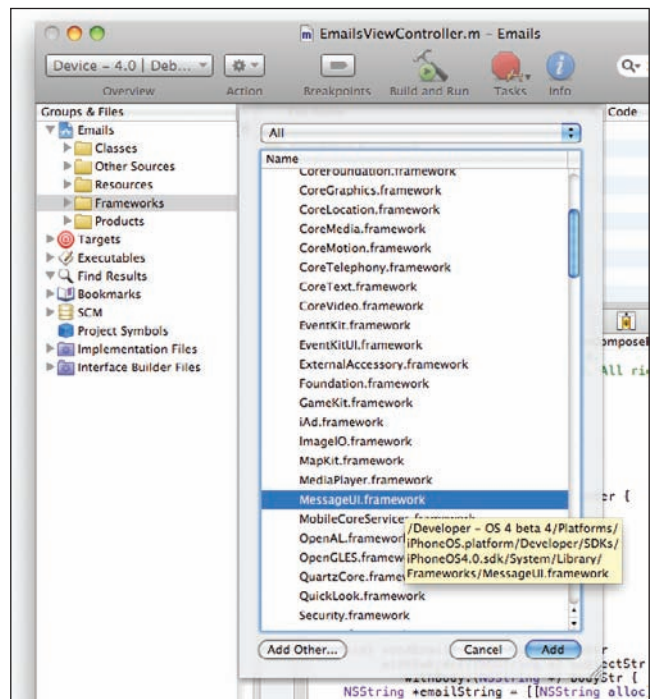 EmailsViewController.m – Emails
Device – 4.0 | Deb...
Overview
Action
Breakpoints
Build and Run
Tasks
Info
Groups & Files
Code
Emails
Classes
Other Sources
Resources
Frameworks
Products
Targets
Executables
Find Results
Bookmarks
SCM
Project Symbols
Implementation Files
Interface Builder Files
All
Name
CoreFoundation.framework
CoreGraphics.framework
CoreLocation.framework
CoreMedia.framework
CoreMotion.framework
CoreTelephony.framework
CoreText.framework
CoreVideo.framework
EventKit.framework
EventKitUI.framework
ExternalAccessory.framework
Foundation.framework
GameKit.framework
iAd.framework
ImageIO.framework
MapKit.framework
MediaPlayer.framework
MessageUI.framework
MobileCoreServices.framework
OpenAL.framework
OpenGLES.framework
QuartzCore.framew
QuickLook.framework
Security.framework
/Developer – OS 4 beta 4/Platforms/
iPhoneOS.platform/Developer/SDKs/
iPhoneOS4.0.sdk/System/Library/
Frameworks/MessageUI.framework
Add Other...
Cancel
Add
All ri
er {
ectStr
withBody:(NSString *) bodyStr {
NSString *emailString = [[NSString alloc